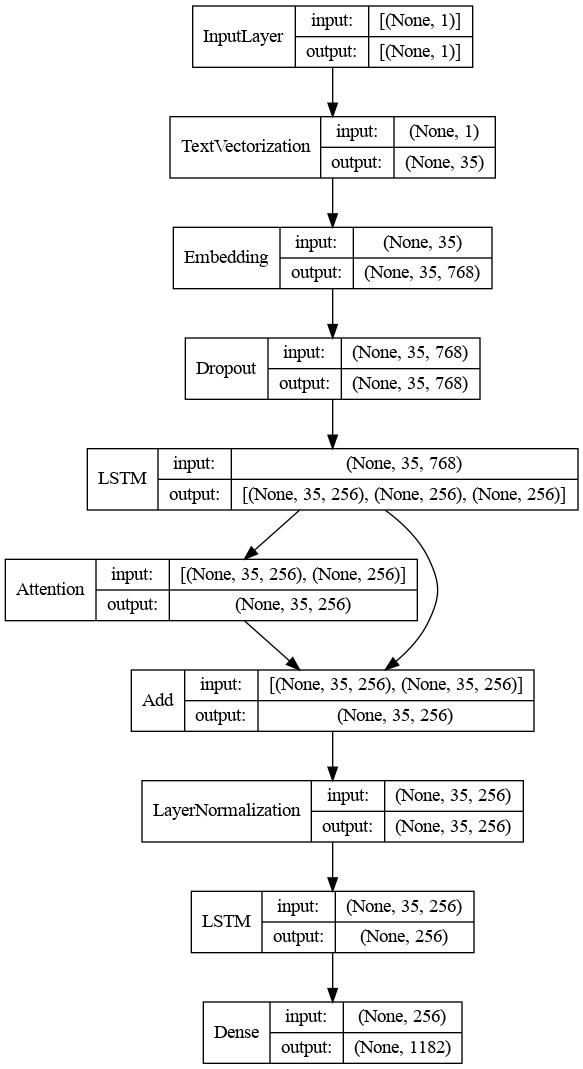 InputLayer
input: [(None, 1)]
output: [(None, 1)]
TextVectorization
input: (None, 1)
output: (None, 35)
Embedding
input: (None, 35)
output: (None, 35, 768)
Dropout
input: (None, 35, 768)
output: (None, 35, 768)
LSTM
input: (None, 35, 768)
output: [(None, 35, 256), (None, 256), (None, 256)]
Attention
input: [(None, 35, 256), (None, 256)]
output: (None, 35, 256)
Add
input: [(None, 35, 256), (None, 35, 256)]
output: (None, 35, 256)
LayerNormalization
input: (None, 35, 256)
output: (None, 35, 256)
LSTM
input: (None, 35, 256)
output: (None, 256)
Dense
input: (None, 256)
output: (None, 1182)